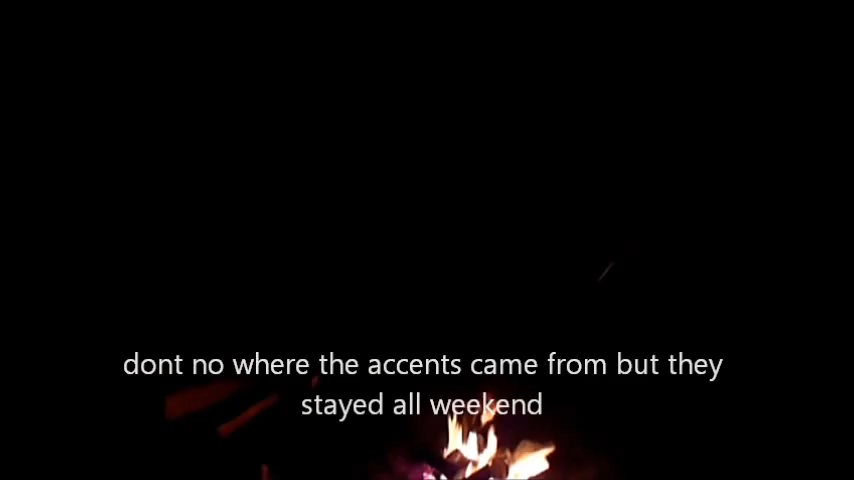 dont no where the accents came from but they
stayed all weekend